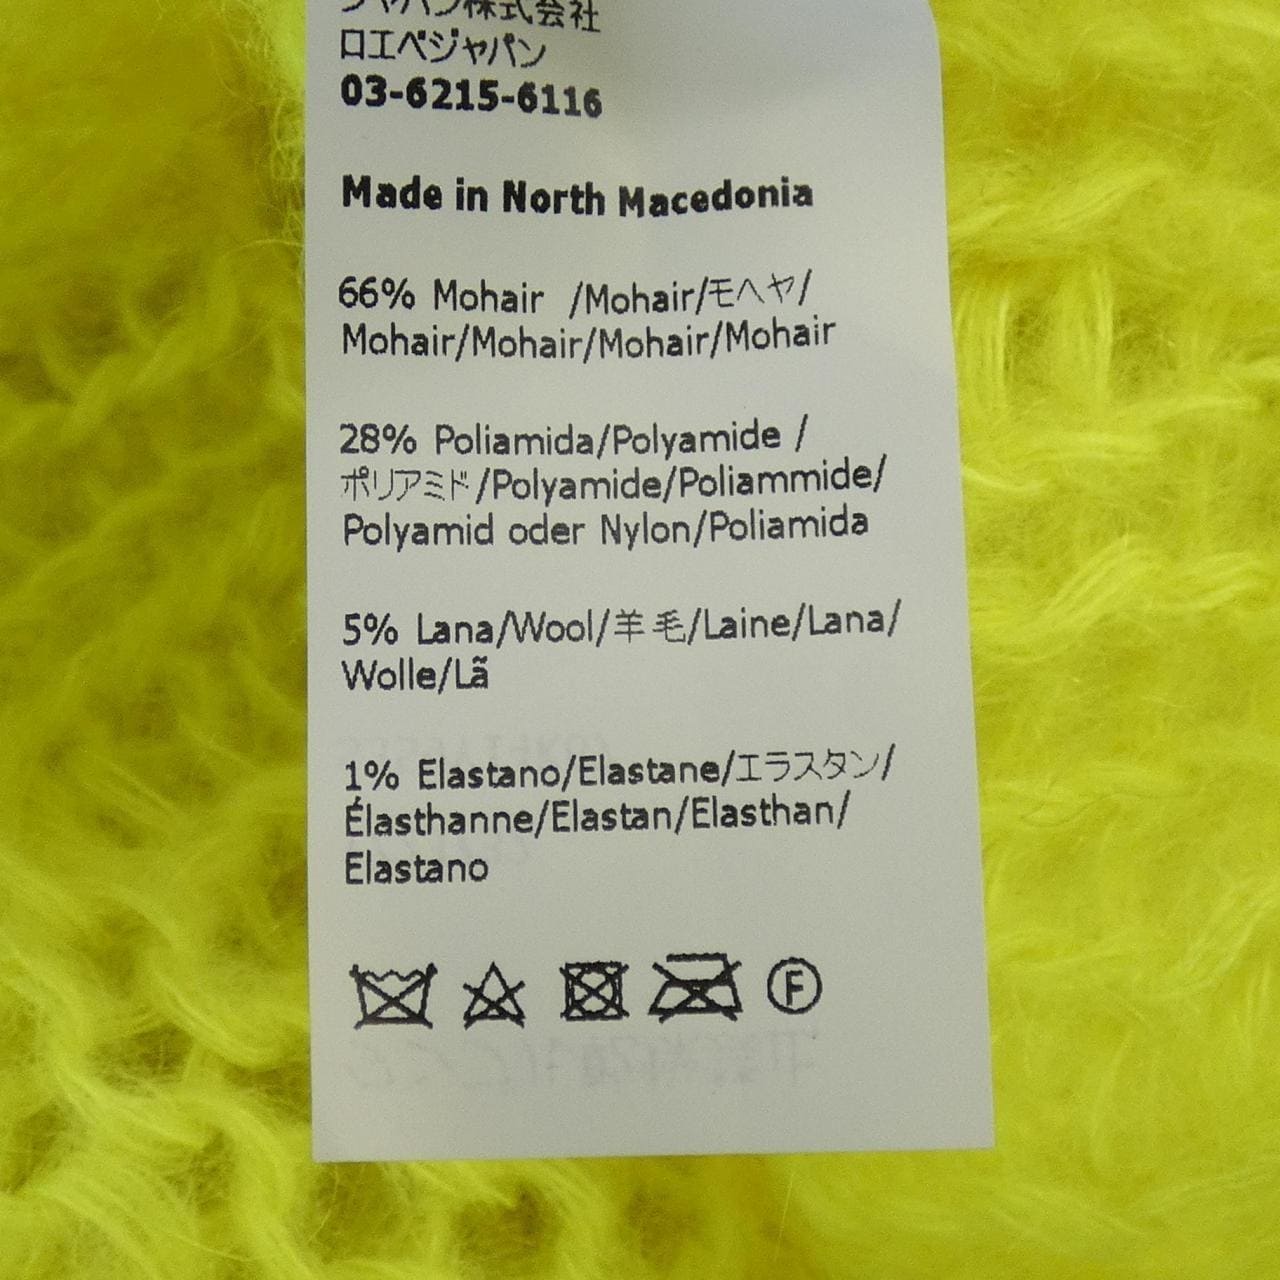 ジャパン株式会社
ロエベジャパン
03-6215-6116
Made in North Macedonia
66% Mohair /Mohair/モヘヤ/
Mohair/Mohair/Mohair/Mohair
28% Poliamida/Polyamide /
ポリアミド/Polyamide/Poliammide/
Polyamid oder Nylon/Poliamida
5% Lana/Wool/羊毛/Laine/Lana/
Wolle/Lã
1% Elastano/Elastane/エラスタン/
Élasthanne/Elastan/Elasthan/
Elastano
F